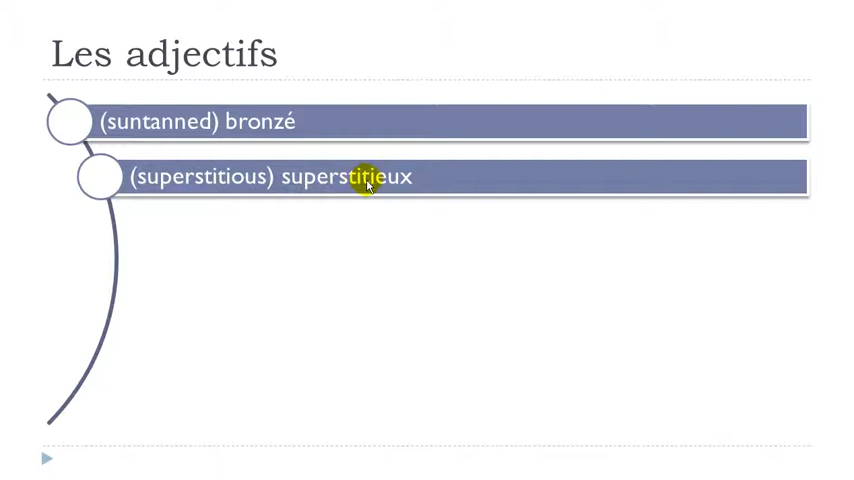 Les adjectifs
(suntanned) bronzé
(superstitious) superstitieux